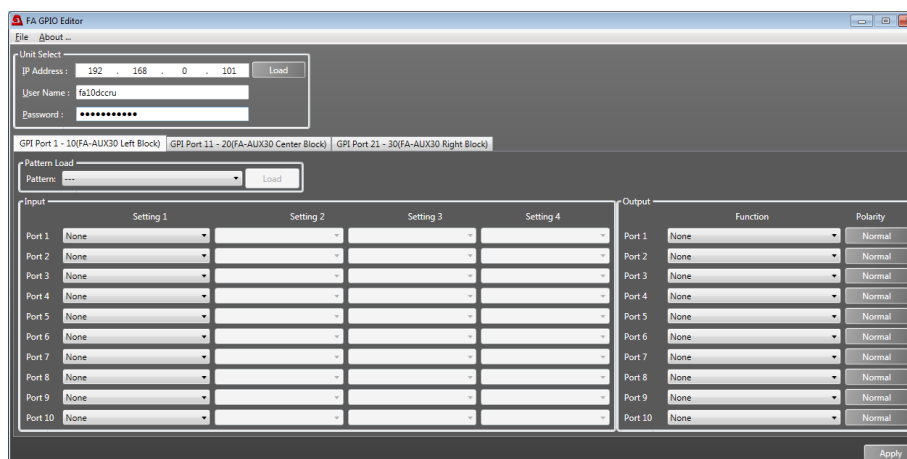 FA GPIO Editor
File About ...
Unit Select
IP Address : 192 . 168 . 0 . 101 Load
User Name : fa10dccru
Password : •••••••••••
GPI Port 1 - 10(FA-AUX30 Left Block) GPI Port 11 - 20(FA-AUX30 Center Block) GPI Port 21 - 30(FA-AUX30 Right Block)
Pattern Load
Pattern: --- Load
Input Output
Setting 1 Setting 2 Setting 3 Setting 4 Function Polarity
Port 1 None Port 1 None Normal
Port 2 None Port 2 None Normal
Port 3 None Port 3 None Normal
Port 4 None Port 4 None Normal
Port 5 None Port 5 None Normal
Port 6 None Port 6 None Normal
Port 7 None Port 7 None Normal
Port 8 None Port 8 None Normal
Port 9 None Port 9 None Normal
Port 10 None Port 10 None Normal
Apply